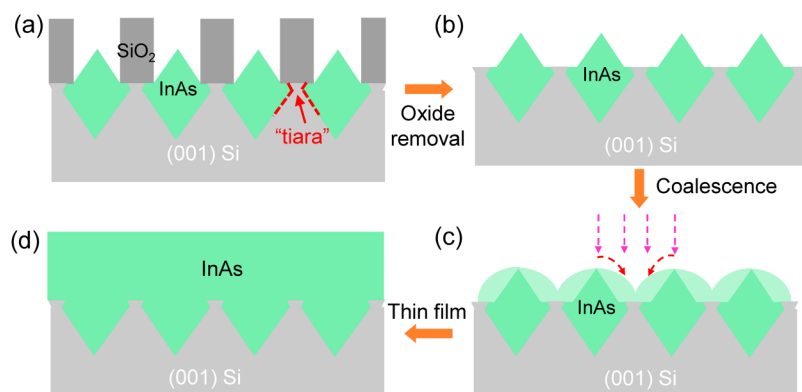 (a)
SiO₂
InAs
"tiara"
(001) Si
Oxide
removal
(b)
InAs
(001) Si
Coalescence
(c)
InAs
(001) Si
Thin film
(d)
InAs
(001) Si